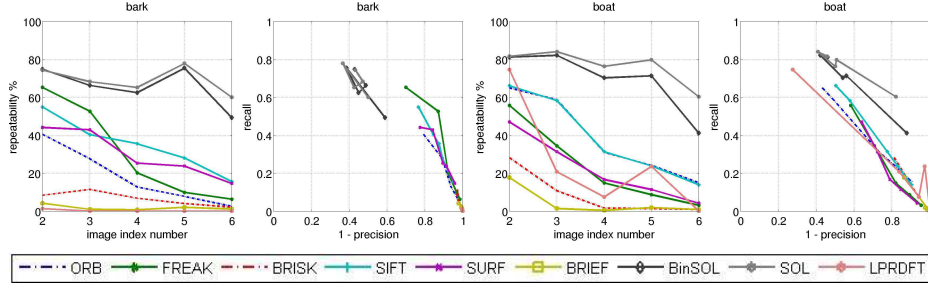 bark
bark
boat
boat
repeatability %
100
80
60
40
20
0
2 3 4 5 6
image index number
recall
1
0.8
0.6
0.4
0.2
0
0 0.2 0.4 0.6 0.8 1
1 - precision
repeatability %
100
80
60
40
20
0
2 3 4 5 6
image index number
recall
1
0.8
0.6
0.4
0.2
0
0 0.2 0.4 0.6 0.8 1
1 - precision
ORB FREAK BRISK SIFT SURF BRIEF BinSOL SOL LPRDFT